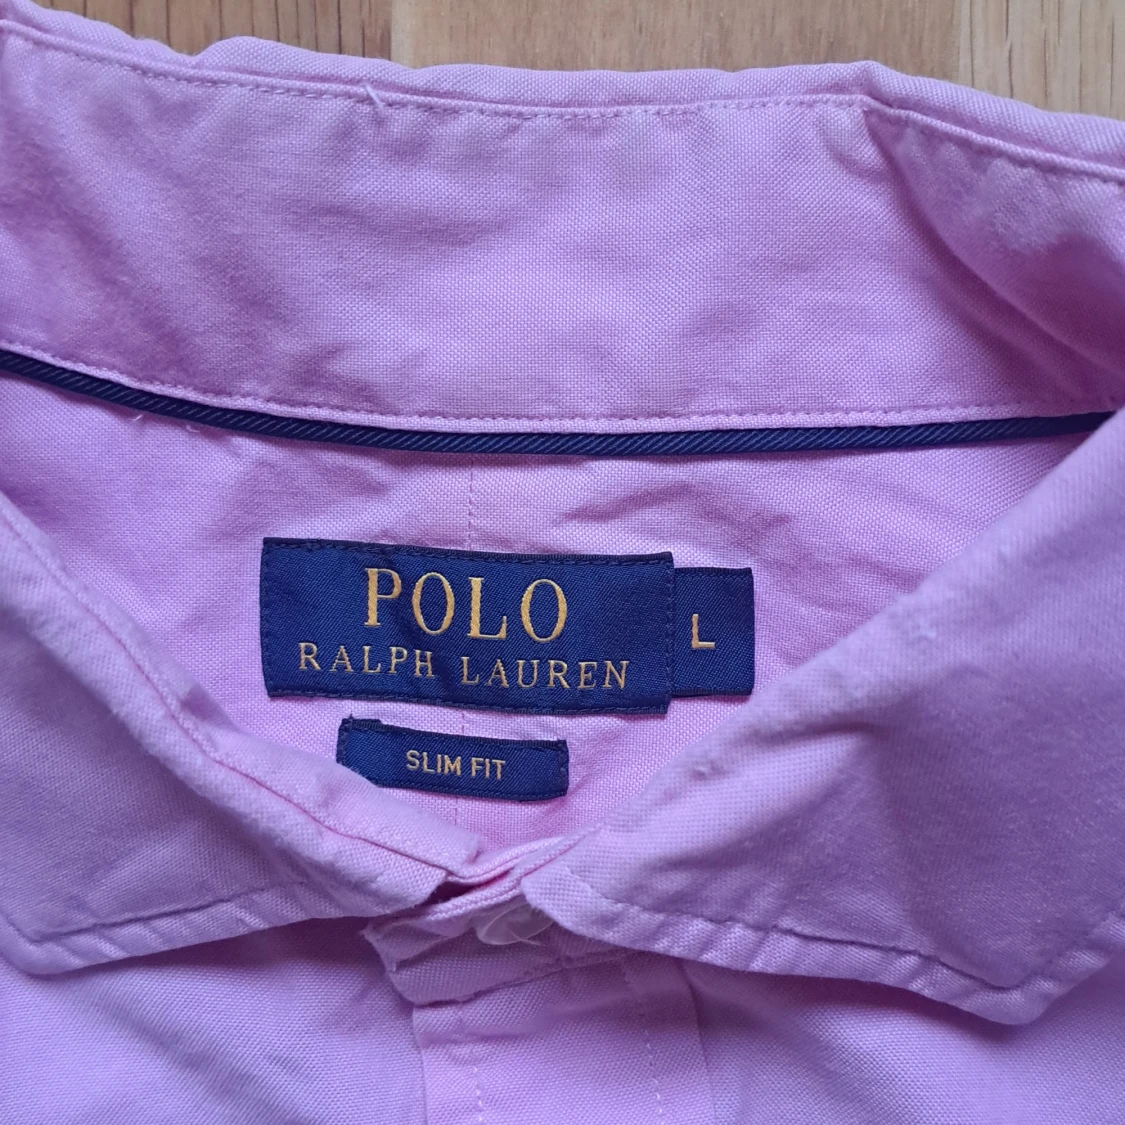 POLO
RALPH LAUREN
L
SLIM FIT